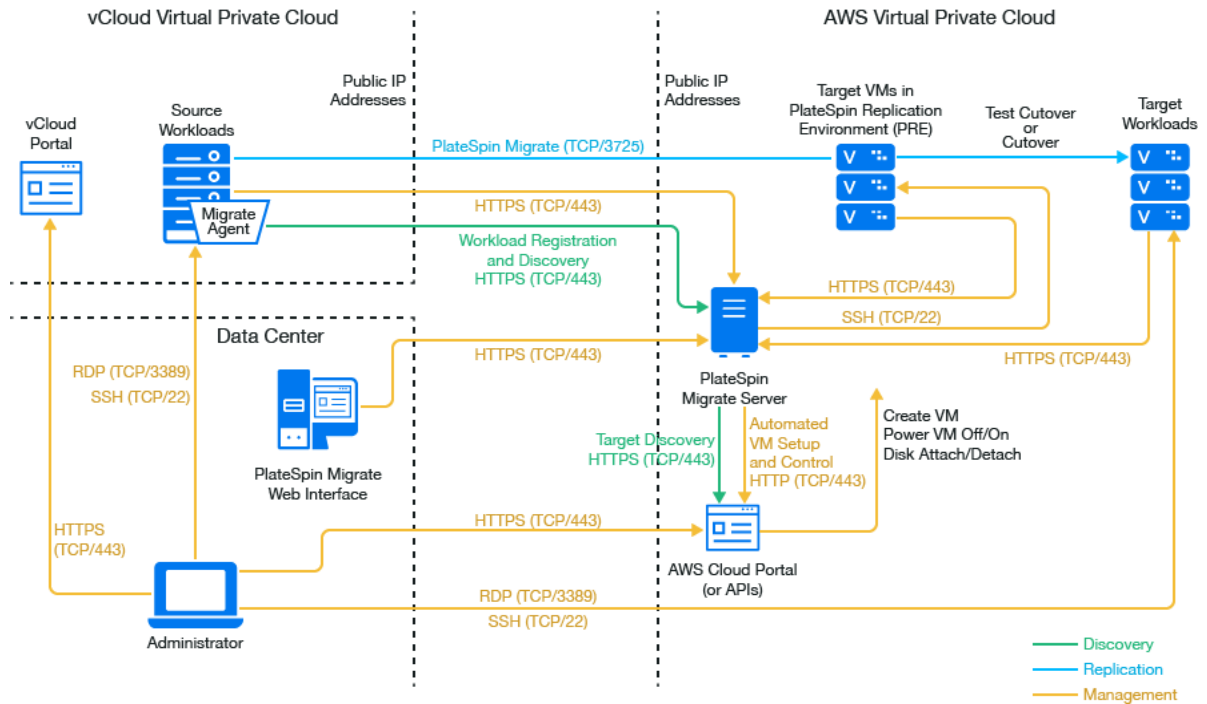 vCloud Virtual Private Cloud
AWS Virtual Private Cloud
Public IP
Addresses
Public IP
Addresses
vCloud
Portal
Source
Workloads
Target VMs in
PlateSpin Replication
Environment (PRE)
Test Cutover
or
Cutover
Target
Workloads
PlateSpin Migrate (TCP/3725)
V
V
V
V
V
V
Migrate
Agent
HTTPS (TCP/443)
Workload Registration
and Discovery
HTTPS (TCP/443)
HTTPS (TCP/443)
SSH (TCP/22)
HTTPS (TCP/443)
Data Center
HTTPS (TCP/443)
RDP (TCP/3389)
SSH (TCP/22)
PlateSpin Migrate
Web Interface
PlateSpin
Migrate Server
Target Discovery
HTTPS (TCP/443)
Automated
VM Setup
and Control
HTTP (TCP/443)
Create VM
Power VM Off/On
Disk Attach/Detach
HTTPS
(TCP/443)
HTTPS (TCP/443)
AWS Cloud Portal
(or APIs)
RDP (TCP/3389)
SSH (TCP/22)
Administrator
Discovery
Replication
Management